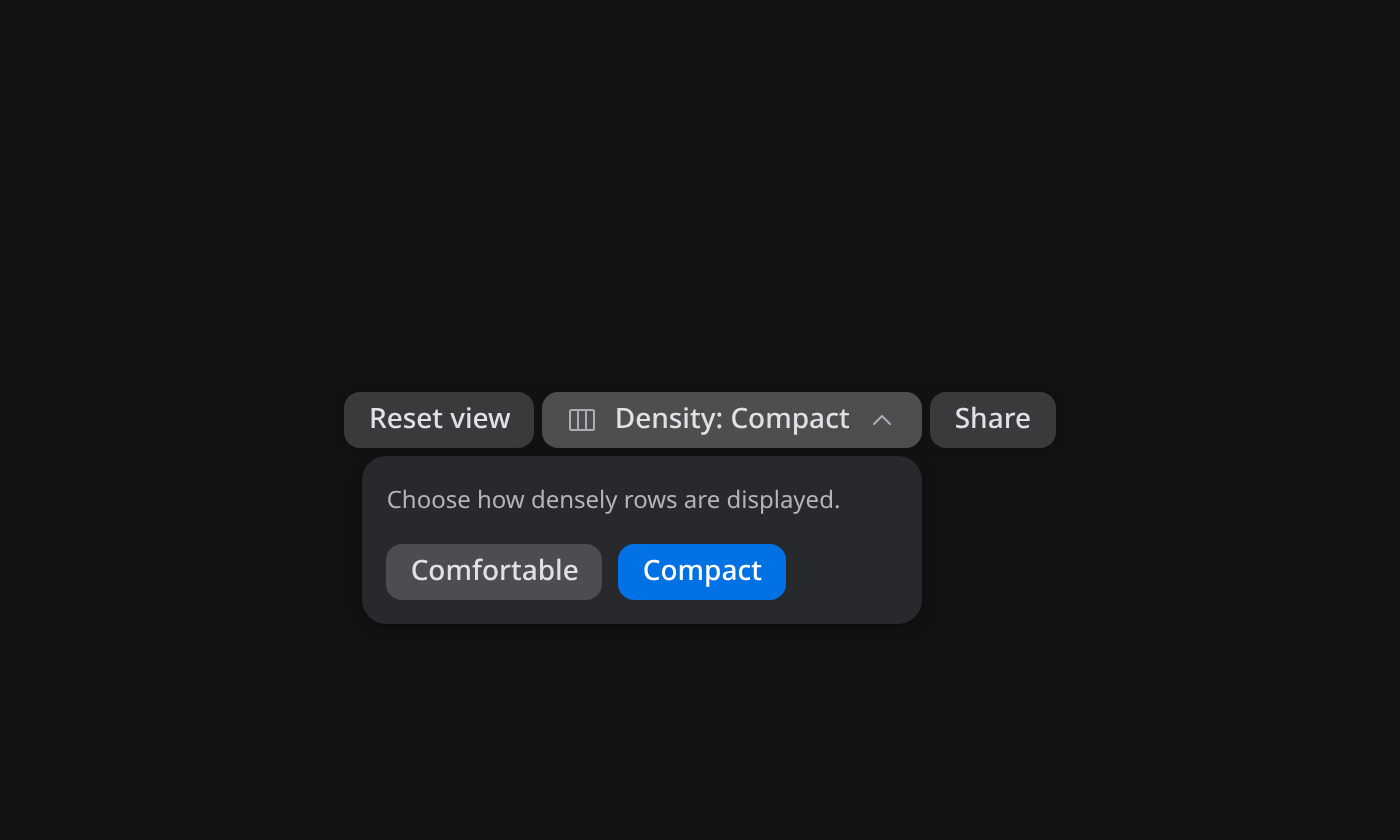 Reset view
Density: Compact
Share
Choose how densely rows are displayed.
Comfortable
Compact